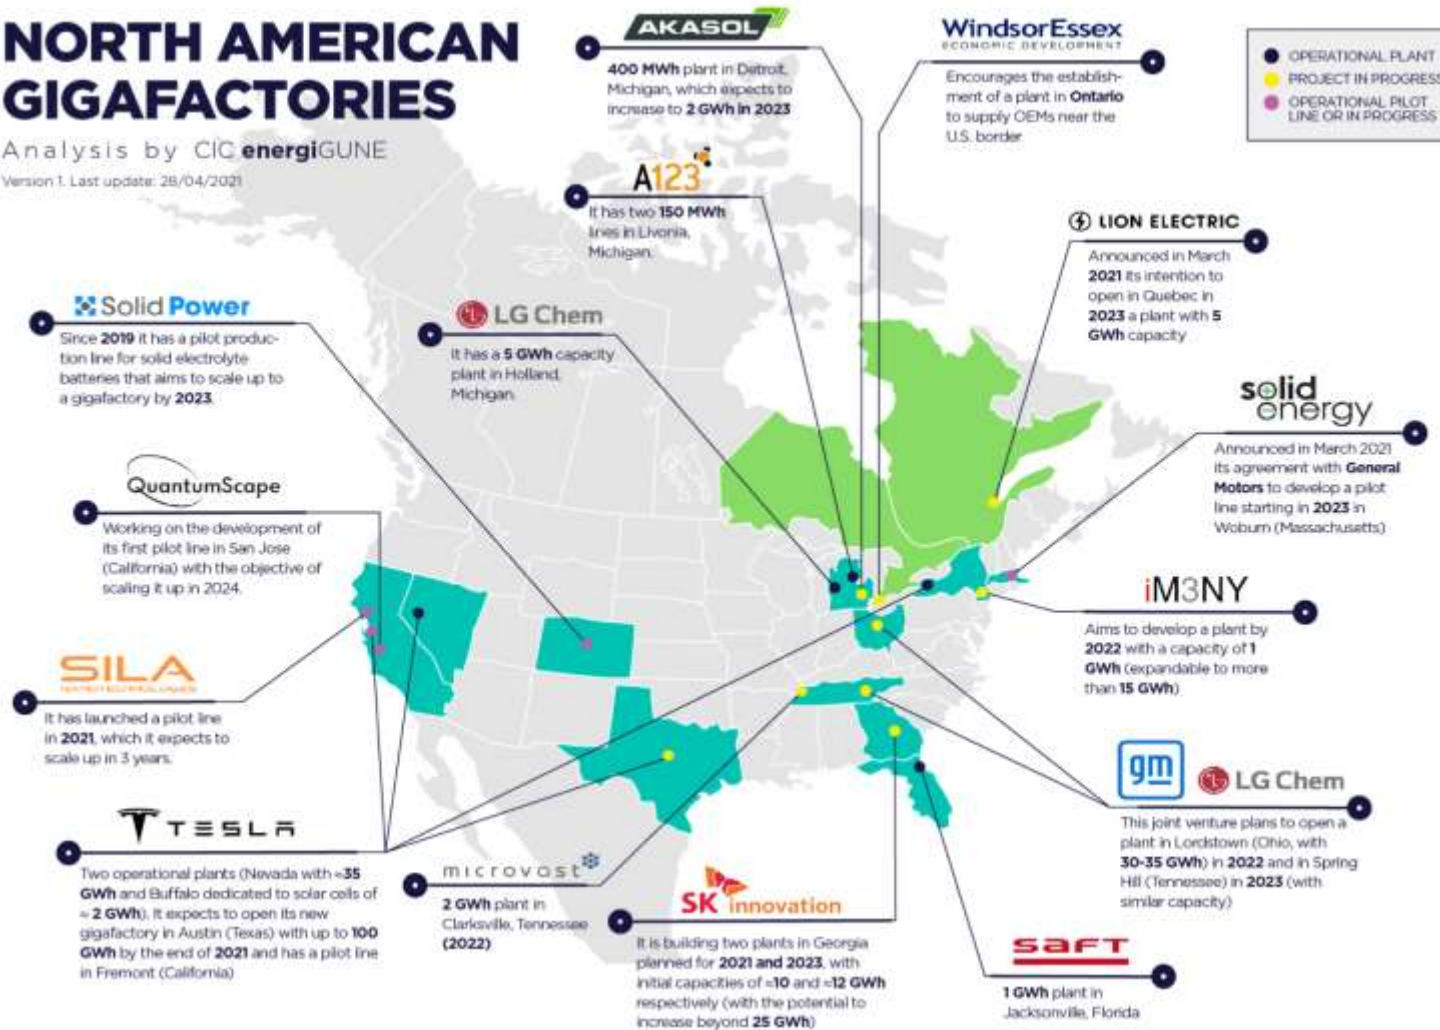 NORTH AMERICAN
GIGAFACTORIES
Analysis by CIC energiGUNE
Version 1. Last update: 28/04/2021
AKASOL
400 MWh plant in Detroit,
Michigan, which expects to
increase to 2 GWh in 2023
WindsorEssex
ECONOMIC DEVELOPMENT
Encourages the establish-
ment of a plant in Ontario
to supply OEMs near the
U.S. border
OPERATIONAL PLANT
PROJECT IN PROGRESS
OPERATIONAL PILOT
LINE OR IN PROGRESS
A123
It has two 150 MWh
lines in Livonia,
Michigan.
LION ELECTRIC
Announced in March
2021 its intention to
open in Quebec in
2023 a plant with 5
GWh capacity
Solid Power
Since 2019 it has a pilot produc-
tion line for solid electrolyte
batteries that aims to scale up to
a gigafactory by 2023.
LG Chem
It has a 5 GWh capacity
plant in Holland,
Michigan.
solid
energy
Announced in March 2021
its agreement with General
Motors to develop a pilot
line starting in 2023 in
Woburn (Massachusetts)
QuantumScape
Working on the development of
its first pilot line in San Jose
(California) with the objective of
scaling it up in 2024.
iM3NY
Aims to develop a plant by
2022 with a capacity of 1
GWh (expandable to more
than 15 GWh)
SILA
NANOTECHNOLOGIES
It has launched a pilot line
in 2021, which it expects to
scale up in 3 years.
gm LG Chem
This joint venture plans to open a
plant in Lordstown (Ohio, with
30-35 GWh) in 2022 and in Spring
Hill (Tennessee) in 2023 (with
similar capacity)
TESLA
Two operational plants (Nevada with ≈35
GWh and Buffalo dedicated to solar cells of
≈ 2 GWh). It expects to open its new
gigafactory in Austin (Texas) with up to 100
GWh by the end of 2021 and has a pilot line
in Fremont (California)
microvast
2 GWh plant in
Clarksville, Tennessee
(2022)
SK innovation
It is building two plants in Georgia
planned for 2021 and 2023, with
initial capacities of ≈10 and ≈12 GWh
respectively (with the potential to
increase beyond 25 GWh)
saft
1 GWh plant in
Jacksonville, Florida